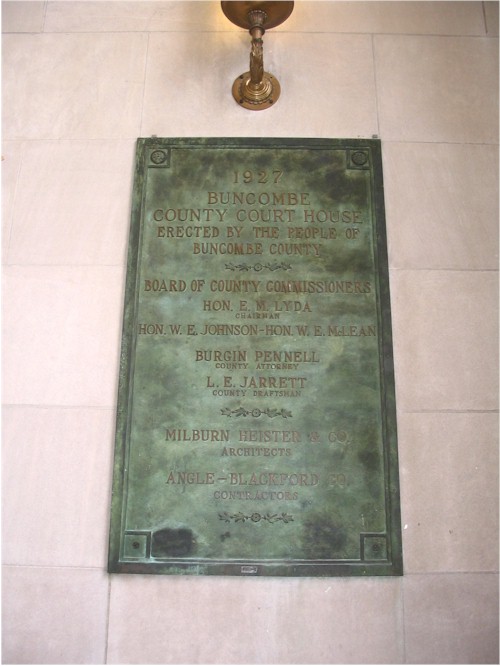 1927
BUNCOMBE
COUNTY COURT HOUSE
ERECTED BY THE PEOPLE OF
BUNCOMBE COUNTY
BOARD OF COUNTY COMMISSIONERS
HON. E. M. LYDA
CHAIRMAN
HON. W. E. JOHNSON-HON. W. E. McLEAN
BURGIN PENNELL
COUNTY ATTORNEY
L. E. JARRETT
COUNTY DRAFTSMAN
MILBURN HEISTER & CO.
ARCHITECTS
ANGLE-BLACKFORD CO.
CONTRACTORS